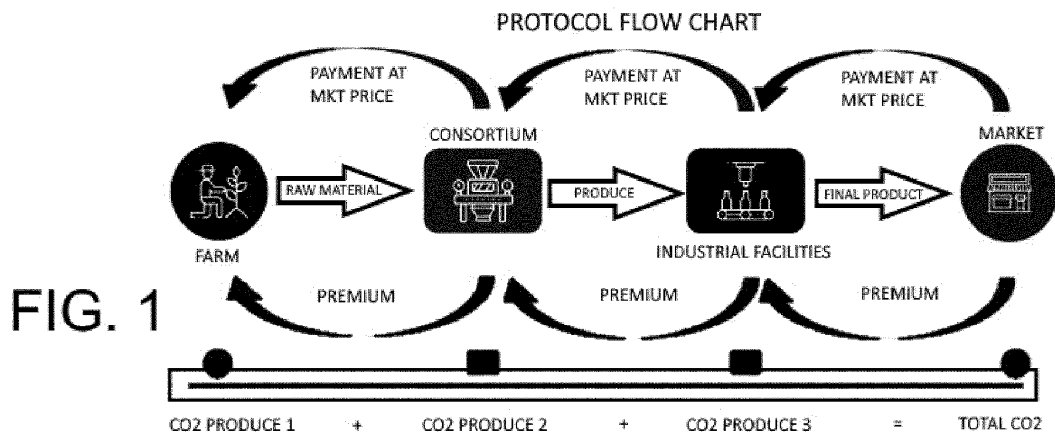 PROTOCOL FLOW CHART
PAYMENT AT
MKT PRICE
PAYMENT AT
MKT PRICE
PAYMENT AT
MKT PRICE
CONSORTIUM
MARKET
RAW MATERIAL
PRODUCE
FINAL PRODUCT
FARM
INDUSTRIAL FACILITIES
FIG. 1
PREMIUM
PREMIUM
PREMIUM
CO2 PRODUCE 1 + CO2 PRODUCE 2 + CO2 PRODUCE 3 = TOTAL CO2